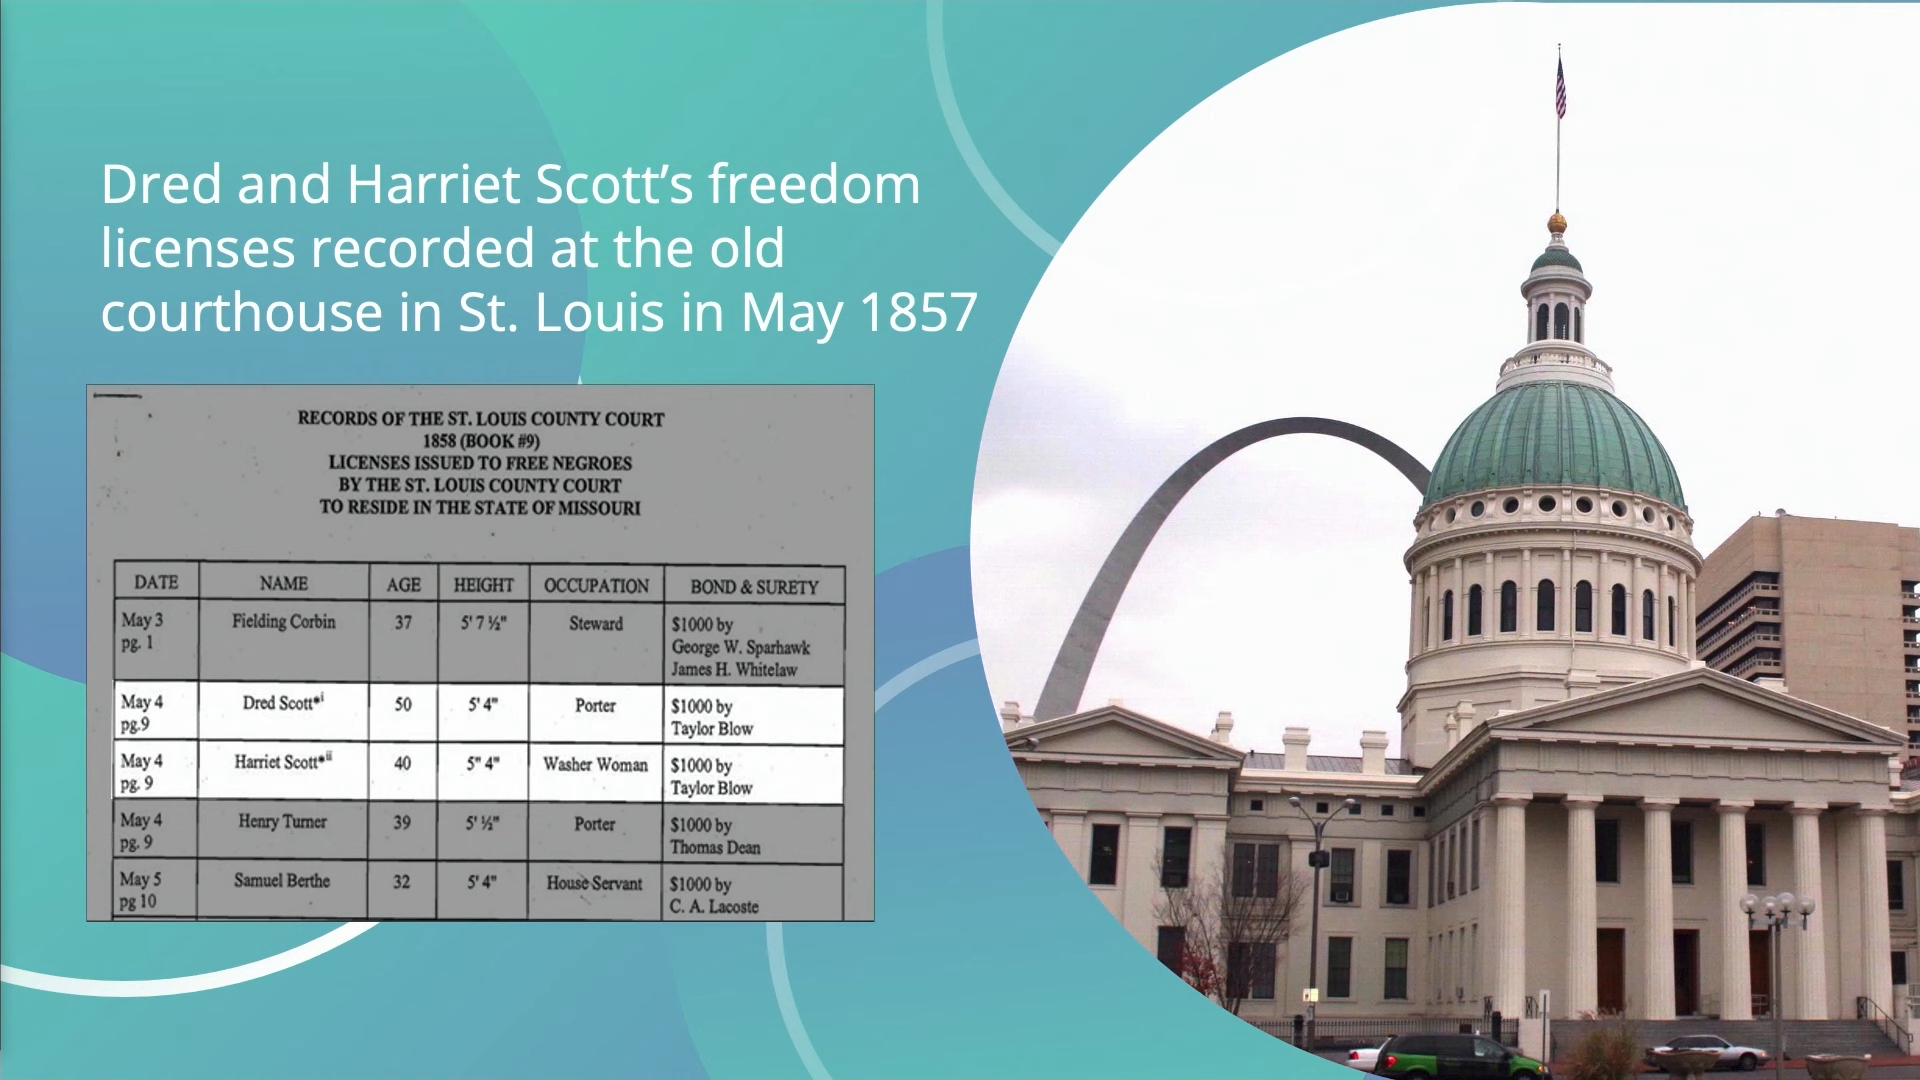 Dred and Harriet Scott’s freedom
licenses recorded at the old
courthouse in St. Louis in May 1857
RECORDS OF THE ST. LOUIS COUNTY COURT
1858 (BOOK #9)
LICENSES ISSUED TO FREE NEGROES
BY THE ST. LOUIS COUNTY COURT
TO RESIDE IN THE STATE OF MISSOURI
DATE NAME AGE HEIGHT OCCUPATION BOND & SURETY
May 3 Fielding Corbin 37 5' 7 ½" Steward $1000 by
pg. 1 George W. Sparhawk
James H. Whitelaw
May 4 Dred Scott*i 50 5' 4" Porter $1000 by
pg.9 Taylor Blow
May 4 Harriet Scott*ii 40 5" 4" Washer Woman $1000 by
pg. 9 Taylor Blow
May 4 Henry Turner 39 5' ½" Porter $1000 by
pg. 9 Thomas Dean
May 5 Samuel Berthe 32 5' 4" House Servant $1000 by
pg 10 C. A. Lacoste